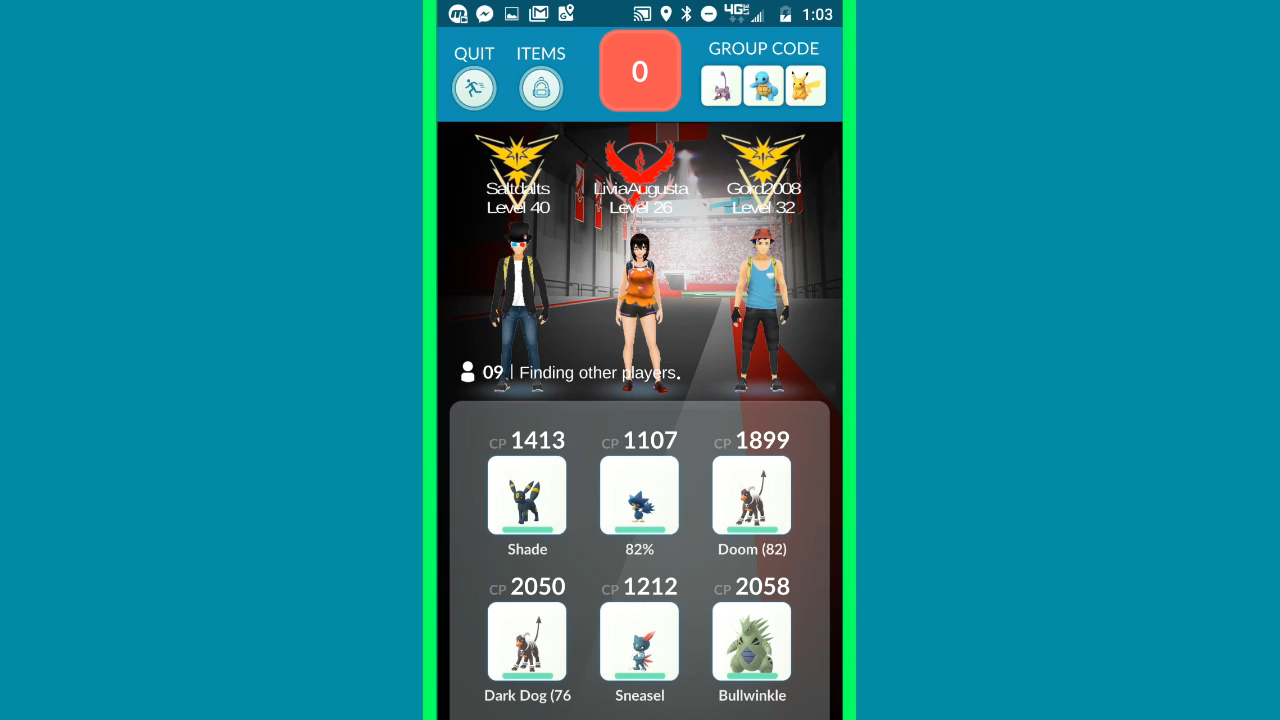 4G LTE 1:03
QUIT ITEMS 0 GROUP CODE
Saltdalts LiviaAugusta Gord2008
Level 40 Level 26 Level 32
09 | Finding other players.
CP 1413 CP 1107 CP 1899
Shade 82% Doom (82)
CP 2050 CP 1212 CP 2058
Dark Dog (76 Sneasel Bullwinkle